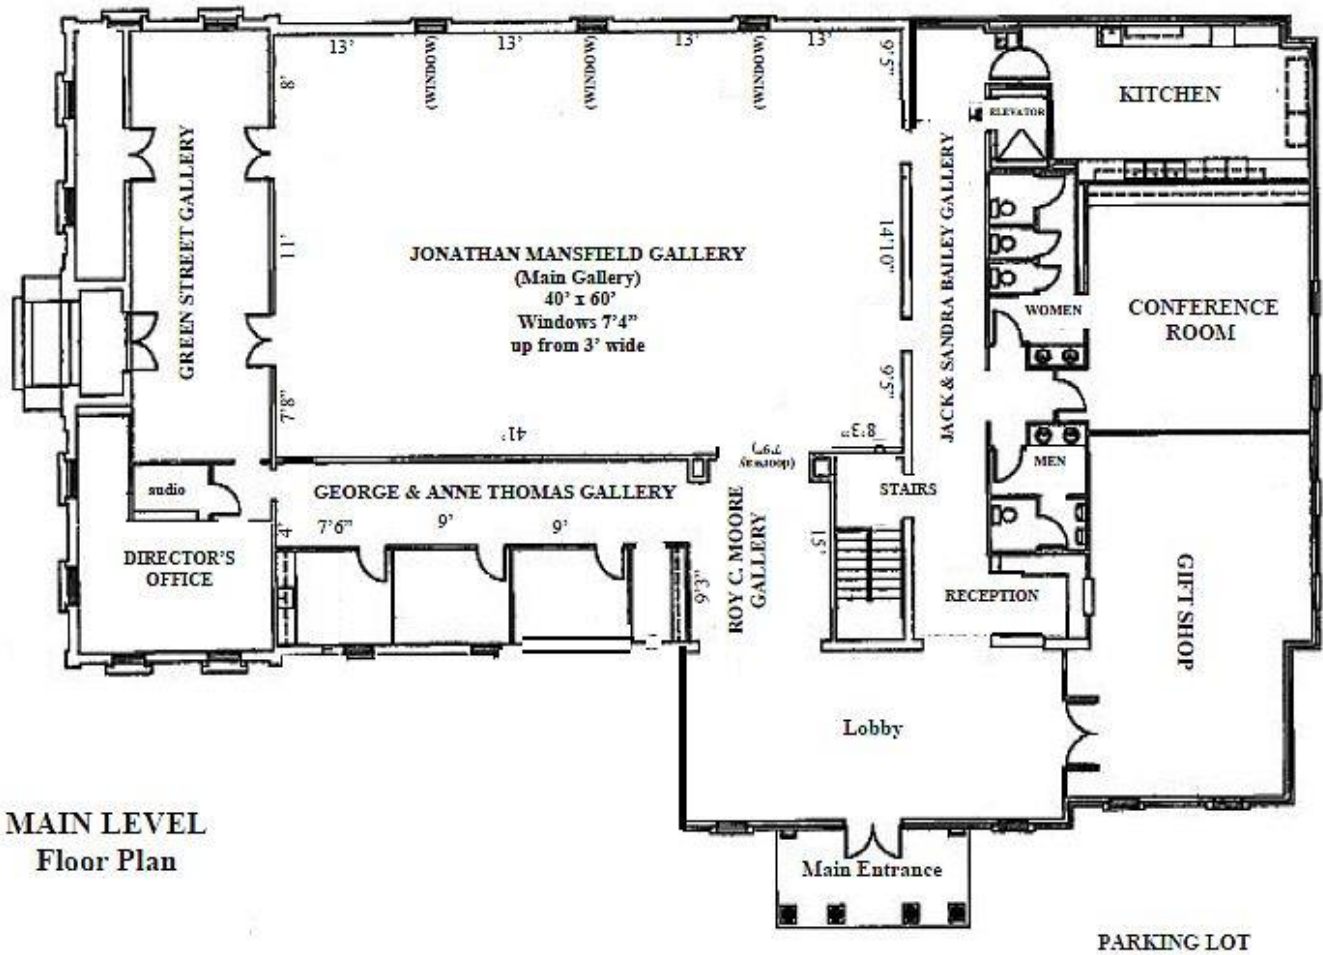 13’
13’
13’
13’
(WINDOW)
(WINDOW)
(WINDOW)
9’5”
8’
KITCHEN
ELEVATOR
GREEN STREET GALLERY
11’
JONATHAN MANSFIELD GALLERY
(Main Gallery)
40’ x 60’
Windows 7’4”
up from 3’ wide
14’10”
JACK & SANDRA BAILEY GALLERY
WOMEN
CONFERENCE
ROOM
7’8”
9’5”
41’
8’3”
(doorway
7’9”)
MEN
sudio
GEORGE & ANNE THOMAS GALLERY
STAIRS
4’
7’6”
9’
9’
15’
DIRECTOR’S
OFFICE
9’3”
ROY C. MOORE
GALLERY
RECEPTION
GIFT SHOP
Lobby
MAIN LEVEL
Floor Plan
Main Entrance
PARKING LOT